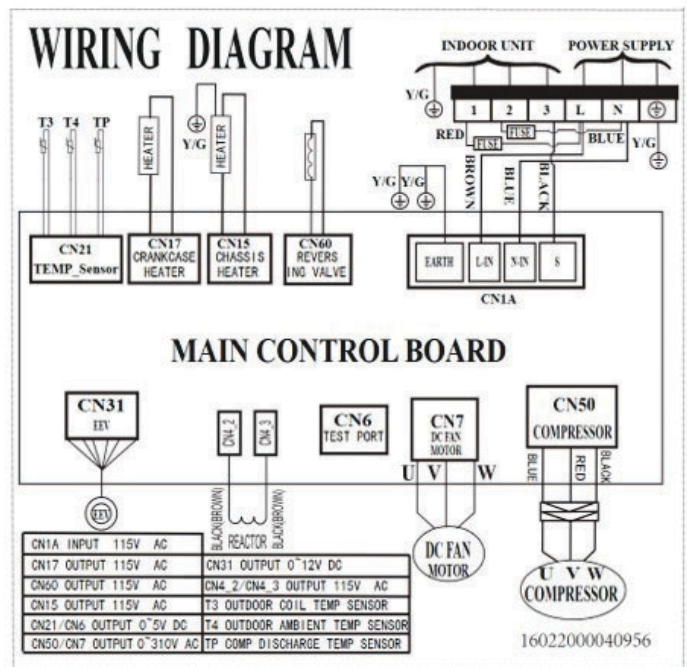 WIRING DIAGRAM
INDOOR UNIT POWER SUPPLY
T3 T4 TP
HEATER
Y/G
HEATER
Y/G
1 2 3 L N
RED FUSE FUSE BLUE Y/G
Y/G Y/G
BROWN
BLUE
BLACK
CN21
TEMP_Sensor
CN17
CRANKCASE
HEATER
CN15
CHASSIS
HEATER
CN60
REVERS
ING VALVE
EARTH L-IN N-IN S
CN1A
MAIN CONTROL BOARD
CN31
EEV
CN4_2
CN4_3
CN6
TEST PORT
CN7
DC FAN
MOTOR
U V W
CN50
COMPRESSOR
BLUE
RED
BLACK
EEV
BLACK(BROWN)
REACTOR
BLACK(BROWN)
DC FAN
MOTOR
U V W
COMPRESSOR
CN1A INPUT 115V AC
CN17 OUTPUT 115V AC CN31 OUTPUT 0~12V DC
CN60 OUTPUT 115V AC CN4_2/CN4_3 OUTPUT 115V AC
CN15 OUTPUT 115V AC T3 OUTDOOR COIL TEMP SENSOR
CN21/CN6 OUTPUT 0~5V DC T4 OUTDOOR AMBIENT TEMP SENSOR
CN50/CN7 OUTPUT 0~310V AC TP COMP DISCHARGE TEMP SENSOR
16022000040956